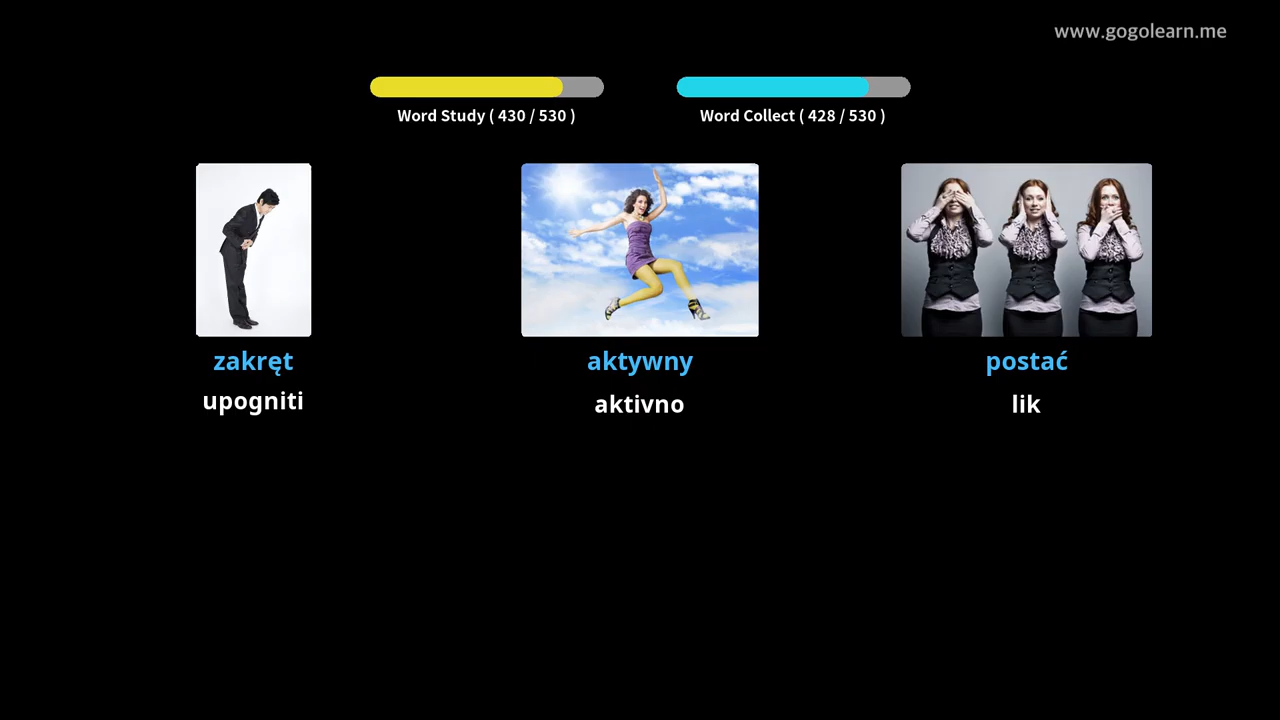 www.gogolearn.me
Word Study ( 430 / 530 )
Word Collect ( 428 / 530 )
zakręt
aktywny
postać
upogniti
aktivno
lik